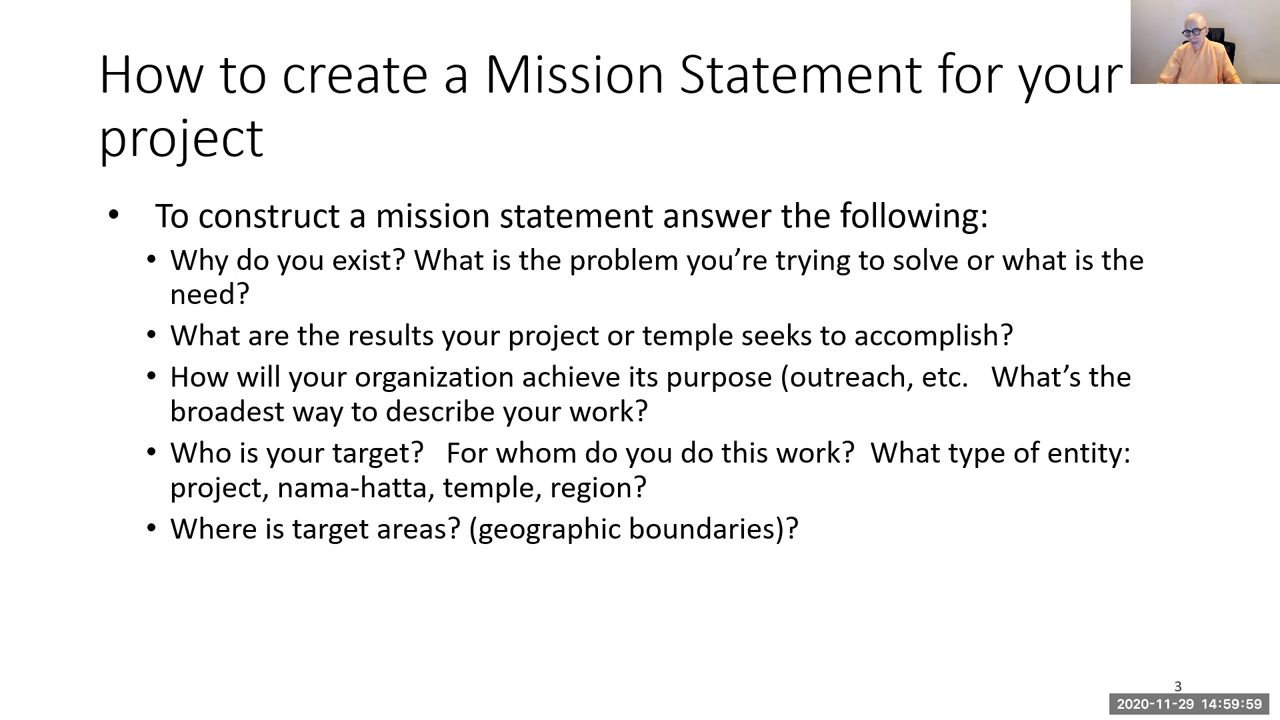 How to create a Mission Statement for your
project
• To construct a mission statement answer the following:
• Why do you exist? What is the problem you’re trying to solve or what is the
need?
• What are the results your project or temple seeks to accomplish?
• How will your organization achieve its purpose (outreach, etc.   What’s the
broadest way to describe your work?
• Who is your target?   For whom do you do this work?  What type of entity:
project, nama-hatta, temple, region?
• Where is target areas? (geographic boundaries)?
3
2020-11-29 14:59:59